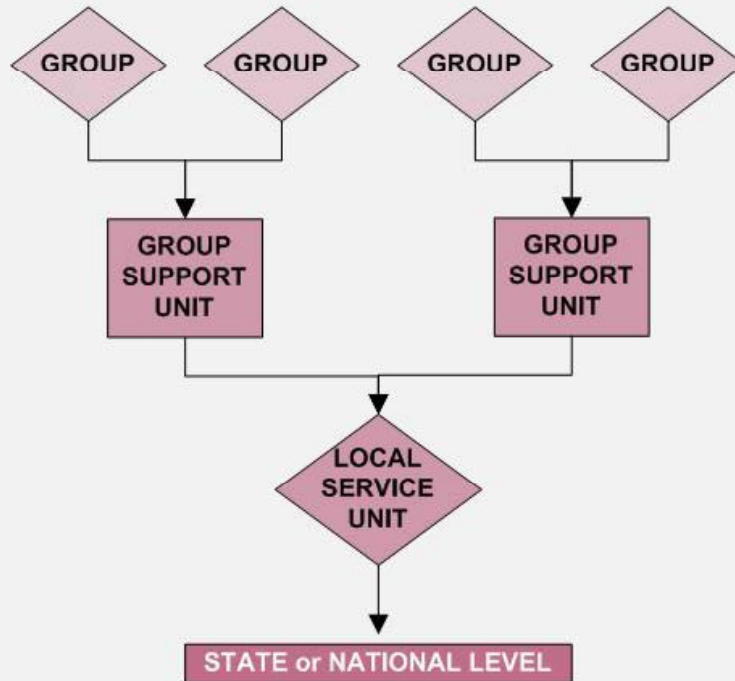 GROUP
GROUP
GROUP
GROUP
GROUP
SUPPORT
UNIT
GROUP
SUPPORT
UNIT
LOCAL
SERVICE
UNIT
STATE or NATIONAL LEVEL